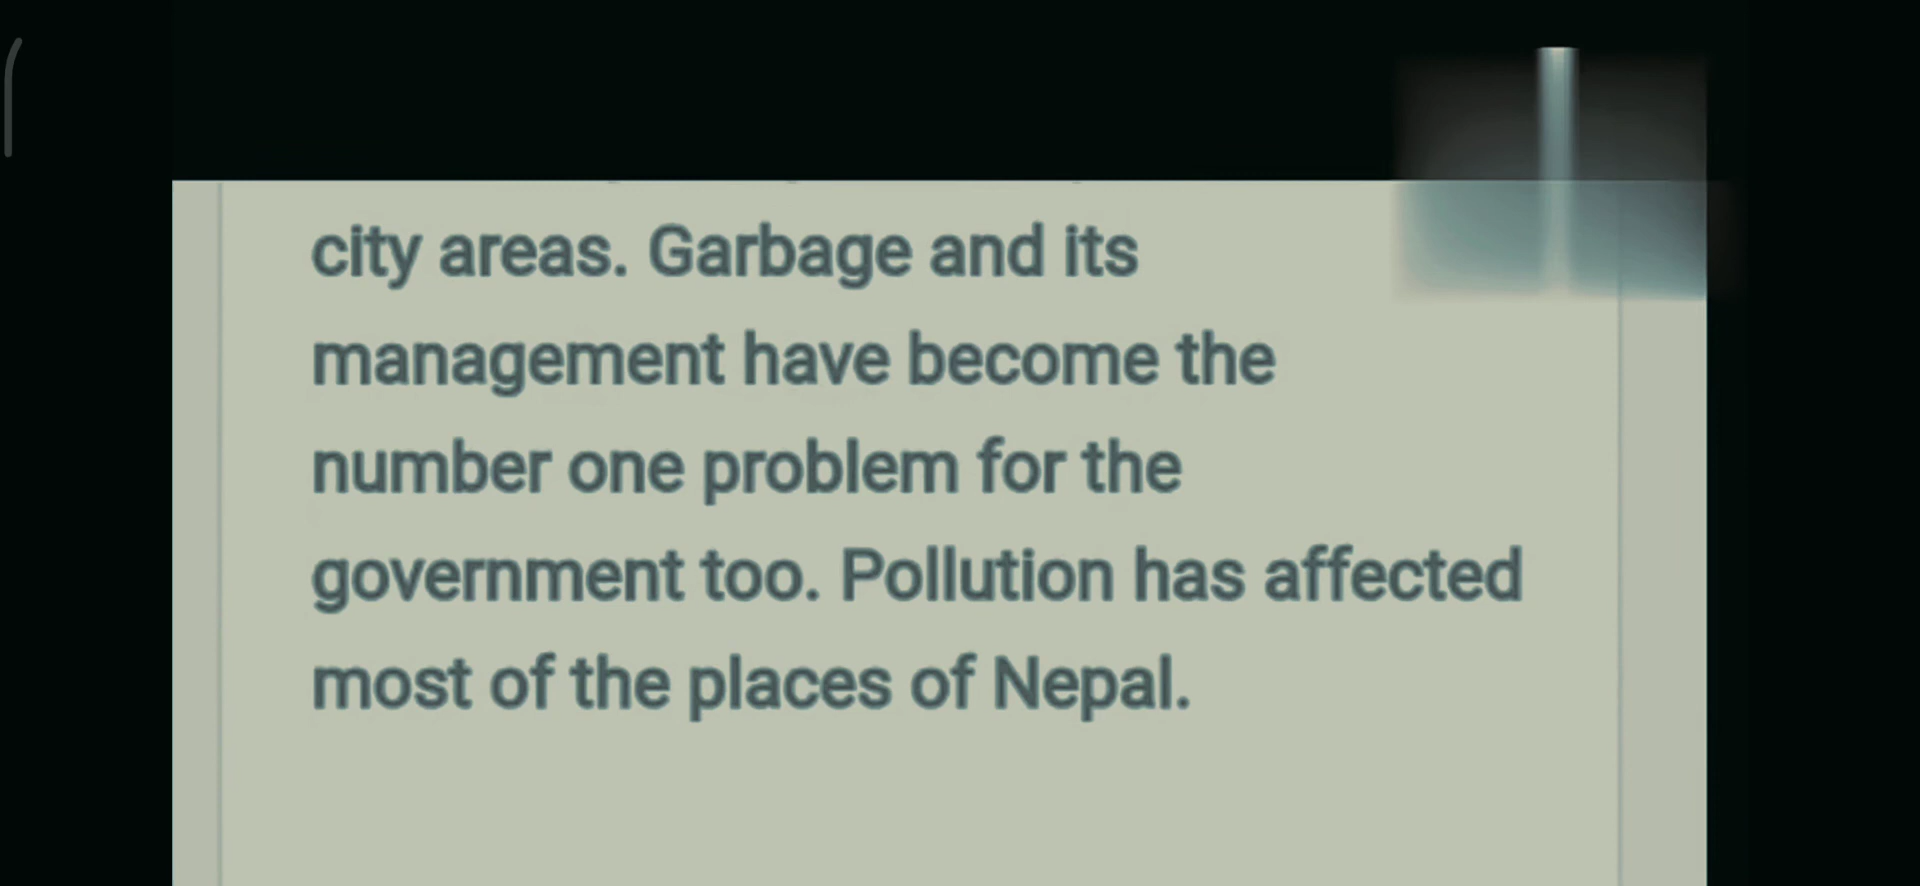 city areas. Garbage and its
management have become the
number one problem for the
government too. Pollution has affected
most of the places of Nepal.